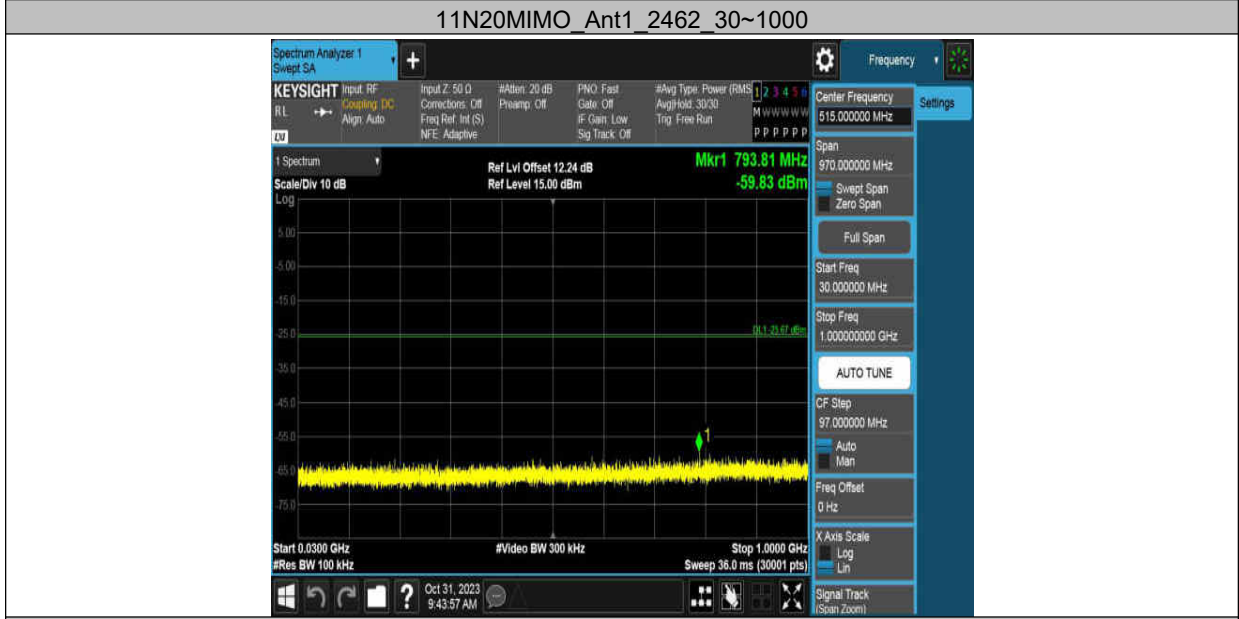 11N20MIMO_Ant1_2462_30~1000
Spectrum Analyzer 1
Swept SA
Frequency
KEYSIGHT
RL
LXI
Input: RF
Coupling: DC
Align: Auto
Input Z: 50 Ω
Corrections: Off
Freq Ref: Int (S)
NFE: Adaptive
#Atten: 20 dB
Preamp: Off
PNO: Fast
Gate: Off
IF Gain: Low
Sig Track: Off
#Avg Type: Power (RMS
Avg|Hold: 30/30
Trig: Free Run
1 2 3 4 5 6
M W W W W W
P P P P P P
Center Frequency
515.000000 MHz
Settings
1 Spectrum
Scale/Div 10 dB
Log
Ref Lvl Offset 12.24 dB
Ref Level 15.00 dBm
Mkr1 793.81 MHz
-59.83 dBm
Span
970.000000 MHz
Swept Span
Zero Span
Full Span
Start Freq
30.000000 MHz
Stop Freq
1.000000000 GHz
AUTO TUNE
CF Step
97.000000 MHz
Auto
Man
Freq Offset
0 Hz
X Axis Scale
Log
Lin
Signal Track
(Span Zoom)
5.00
-5.00
-15.0
-25.0
DL1 -25.67 dBm
-35.0
-45.0
-55.0
1
-65.0
-75.0
Start 0.0300 GHz
#Res BW 100 kHz
#Video BW 300 kHz
Stop 1.0000 GHz
Sweep 36.0 ms (30001 pts)
?
Oct 31, 2023
9:43:57 AM